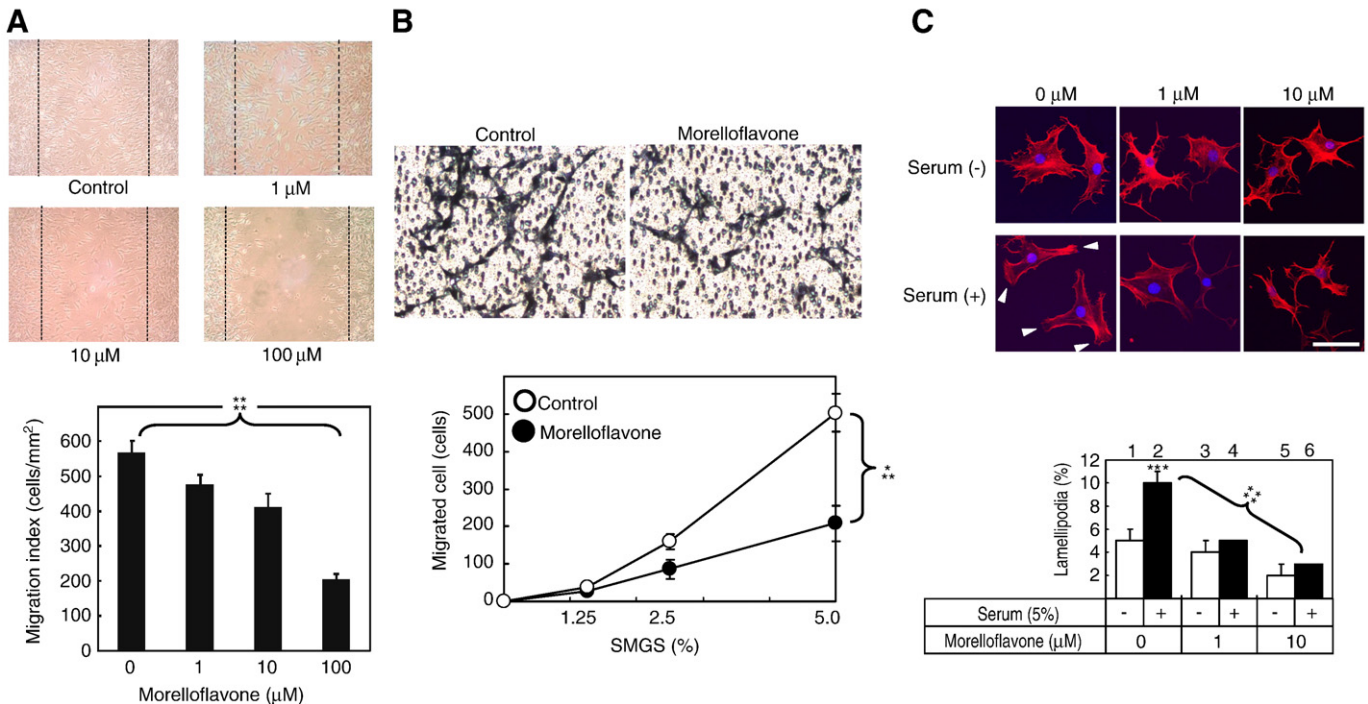 A
Control
1 μM
10 μM
100 μM
Migration index (cells/mm²)
600
500
400
300
200
100
0
**
**
0 1 10 100
Morelloflavone (μM)
B
Control Morelloflavone
Migrated cell (cells)
500
400
300
200
100
0
Control
Morelloflavone
*
**
1.25 2.5 5.0
SMGS (%)
C
0 μM 1 μM 10 μM
Serum (-)
Serum (+)
Lamellipodia (%)
12
10
8
6
4
2
1 2 3 4 5 6
***
****
Serum (5%) - + - + - +
Morelloflavone (μM) 0 1 10